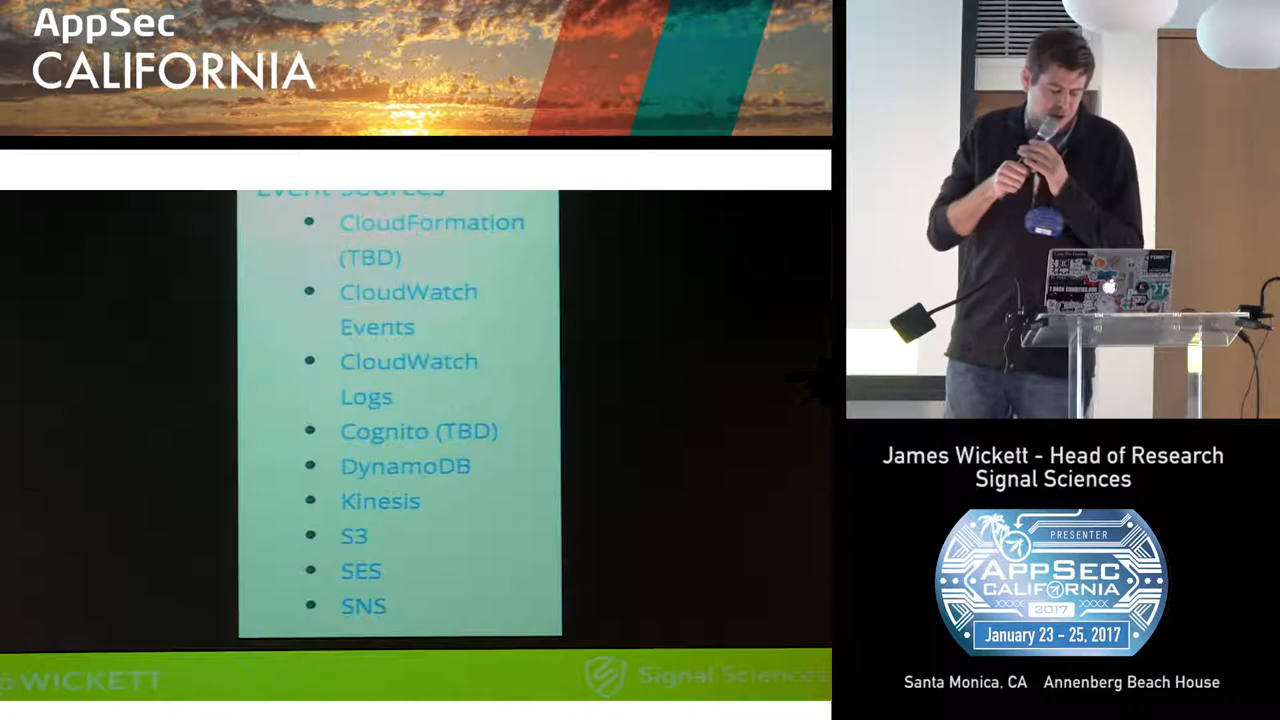 AppSec
CALIFORNIA
Event Sources
CloudFormation
(TBD)
CloudWatch
Events
CloudWatch
Logs
Cognito (TBD)
DynamoDB
Kinesis
S3
SES
SNS
@WICKETT
Signal Sciences
James Wickett - Head of Research
Signal Sciences
PRESENTER
APPSEC
CALIFORNIA
2017
January 23 - 25, 2017
Santa Monica, CA Annenberg Beach House